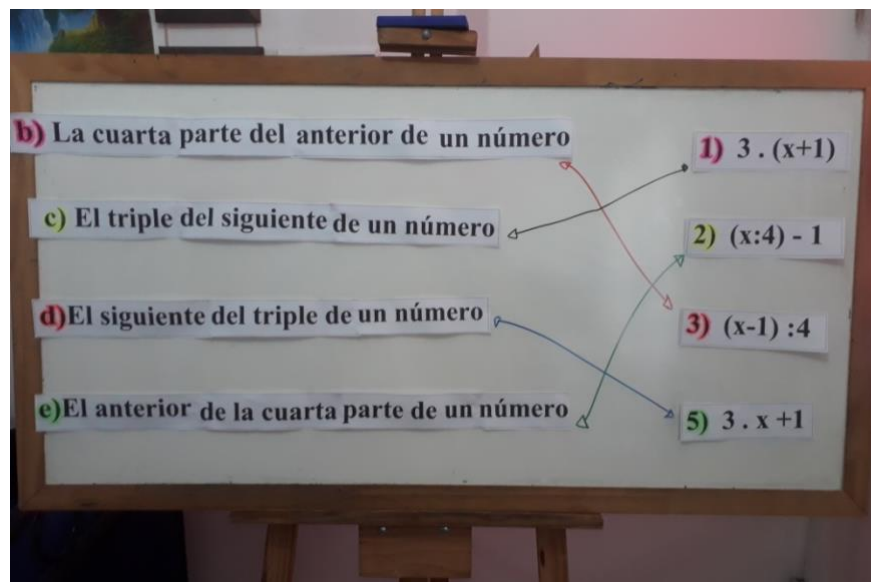 b) La cuarta parte del anterior de un número
1) 3 . (x+1)
c) El triple del siguiente de un número
2) (x:4) - 1
d)El siguiente del triple de un número
3) (x-1) :4
e)El anterior de la cuarta parte de un número
5) 3 . x +1